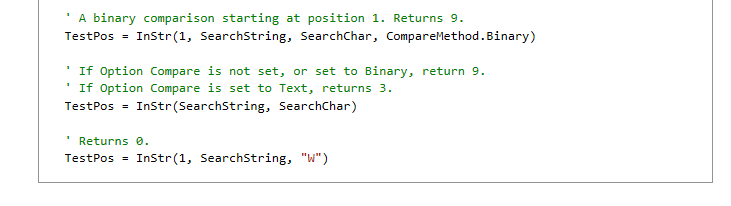 ' A binary comparison starting at position 1. Returns 9.
TestPos = InStr(1, SearchString, SearchChar, CompareMethod.Binary)
' If Option Compare is not set, or set to Binary, return 9.
' If Option Compare is set to Text, returns 3.
TestPos = InStr(SearchString, SearchChar)
' Returns 0.
TestPos = InStr(1, SearchString, "W")